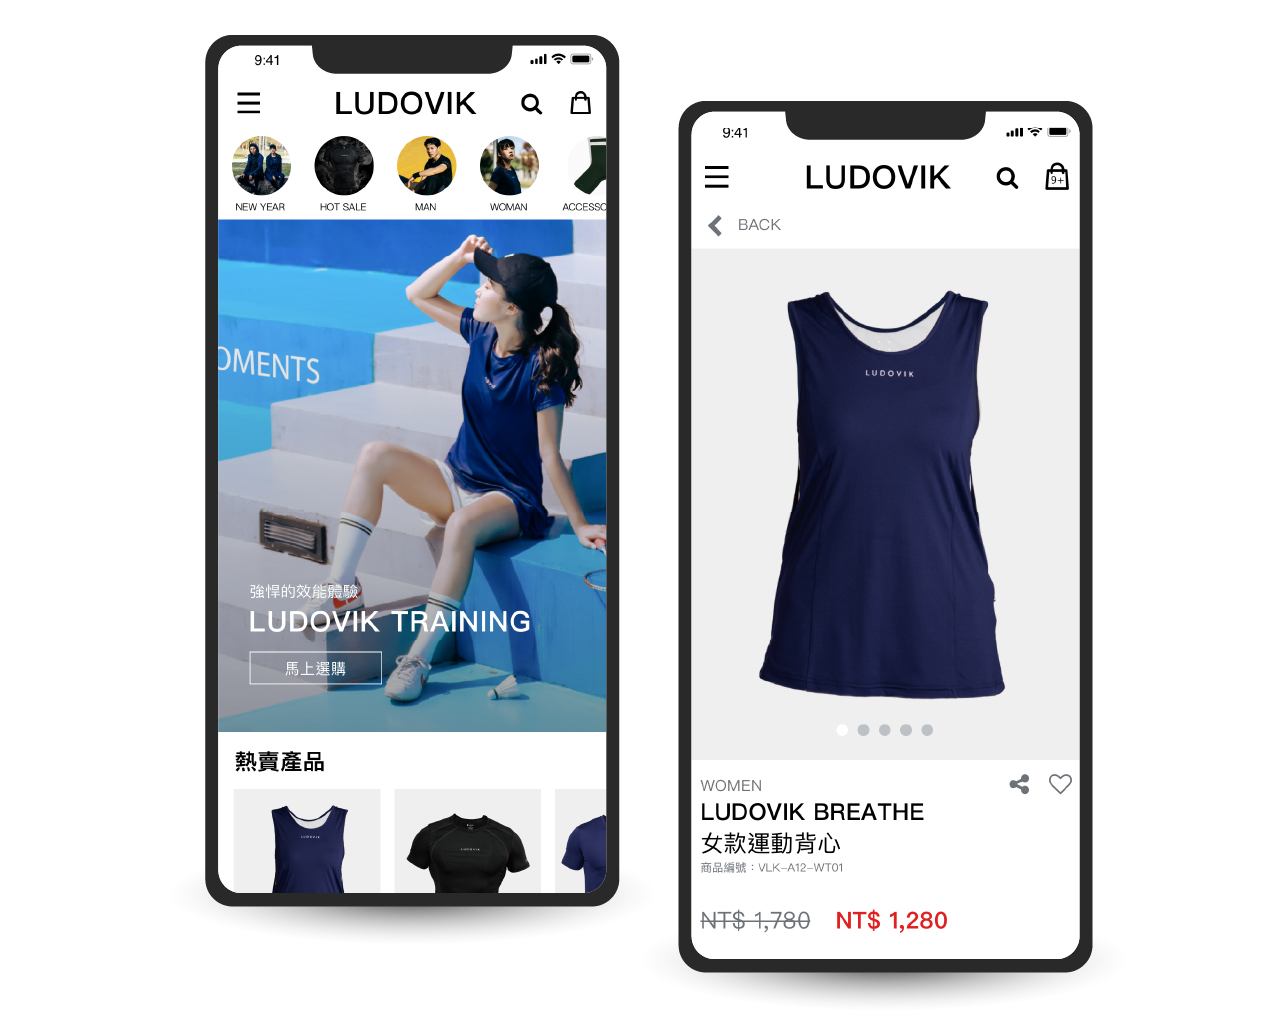 9:41
LUDOVIK
NEW YEAR
HOT SALE
MAN
WOMAN
ACCESSO
OMENTS
強悍的效能體驗
LUDOVIK TRAINING
馬上選購
熱賣產品
LUDOVIK
LUDOVIK
9:41
LUDOVIK
9+
BACK
LUDOVIK
WOMEN
LUDOVIK BREATHE
女款運動背心
商品編號：VLK-A12-WT01
NT$ 1,780 NT$ 1,280